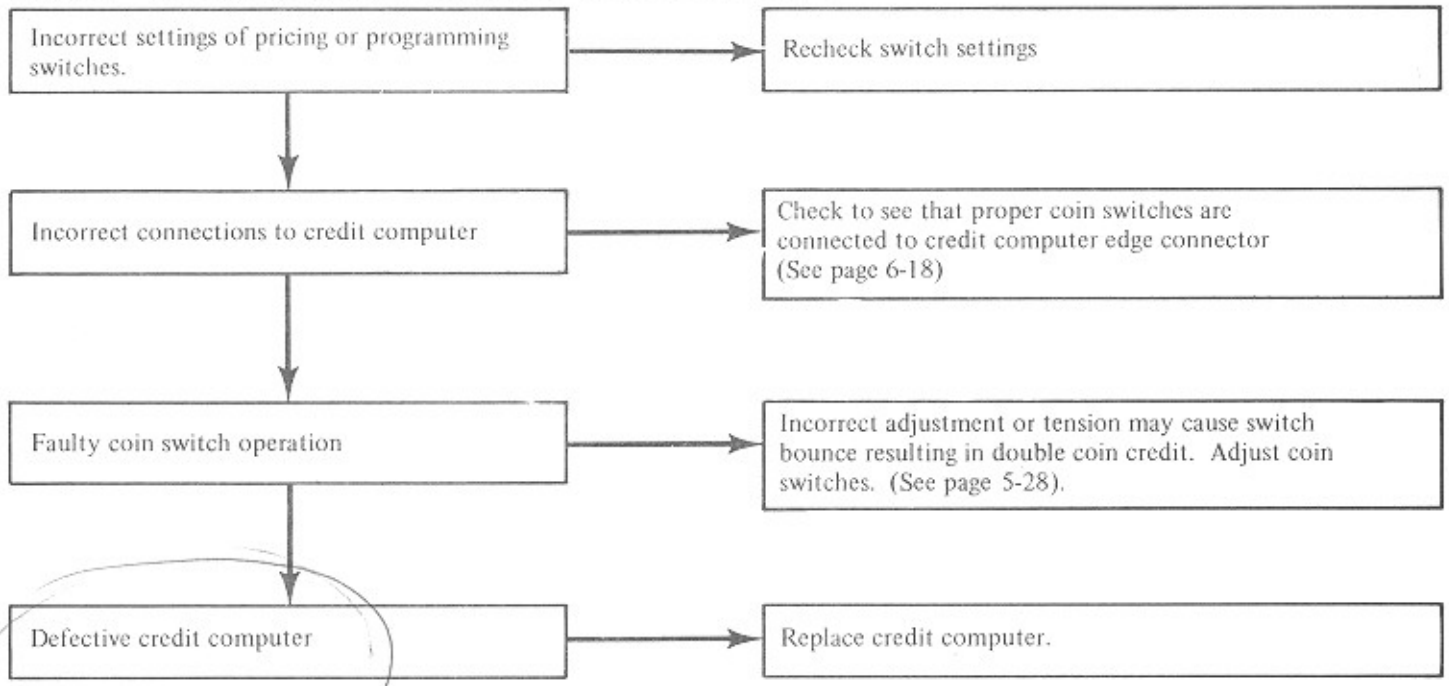 Incorrect settings of pricing or programming
switches.
Recheck switch settings
Incorrect connections to credit computer
Check to see that proper coin switches are
connected to credit computer edge connector
(See page 6-18)
Faulty coin switch operation
Incorrect adjustment or tension may cause switch
bounce resulting in double coin credit. Adjust coin
switches. (See page 5-28).
Defective credit computer
Replace credit computer.